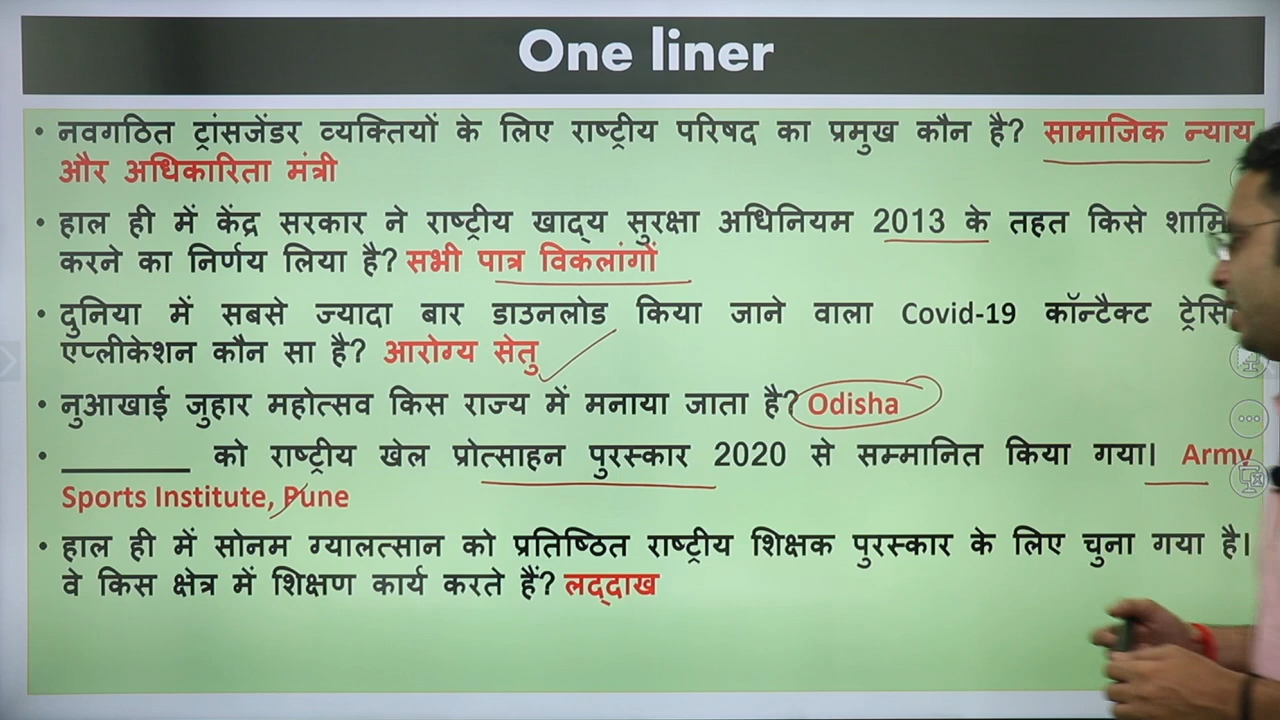 One liner
• नवगठित ट्रांसजेंडर व्यक्तियों के लिए राष्ट्रीय परिषद का प्रमुख कौन है? सामाजिक न्याय
और अधिकारिता मंत्री
• हाल ही में केंद्र सरकार ने राष्ट्रीय खाद्य सुरक्षा अधिनियम 2013 के तहत किसे
करने का निर्णय लिया है? सभी पात्र विकलांगों
• दुनिया में सबसे ज्यादा बार डाउनलोड किया जाने वाला Covid-19 कॉन्टैक्ट
एप्लीकेशन कौन सा है? आरोग्य सेतु
• नुआखाई जुहार महोत्सव किस राज्य में मनाया जाता है? Odisha
• __________ को राष्ट्रीय खेल प्रोत्साहन पुरस्कार 2020 से सम्मानित किया गया। Army
Sports Institute, Pune
• हाल ही में सोनम ग्यालत्सान को प्रतिष्ठित राष्ट्रीय शिक्षक पुरस्कार के लिए चुना गया है।
वे किस क्षेत्र में शिक्षण कार्य करते हैं? लद्दाख